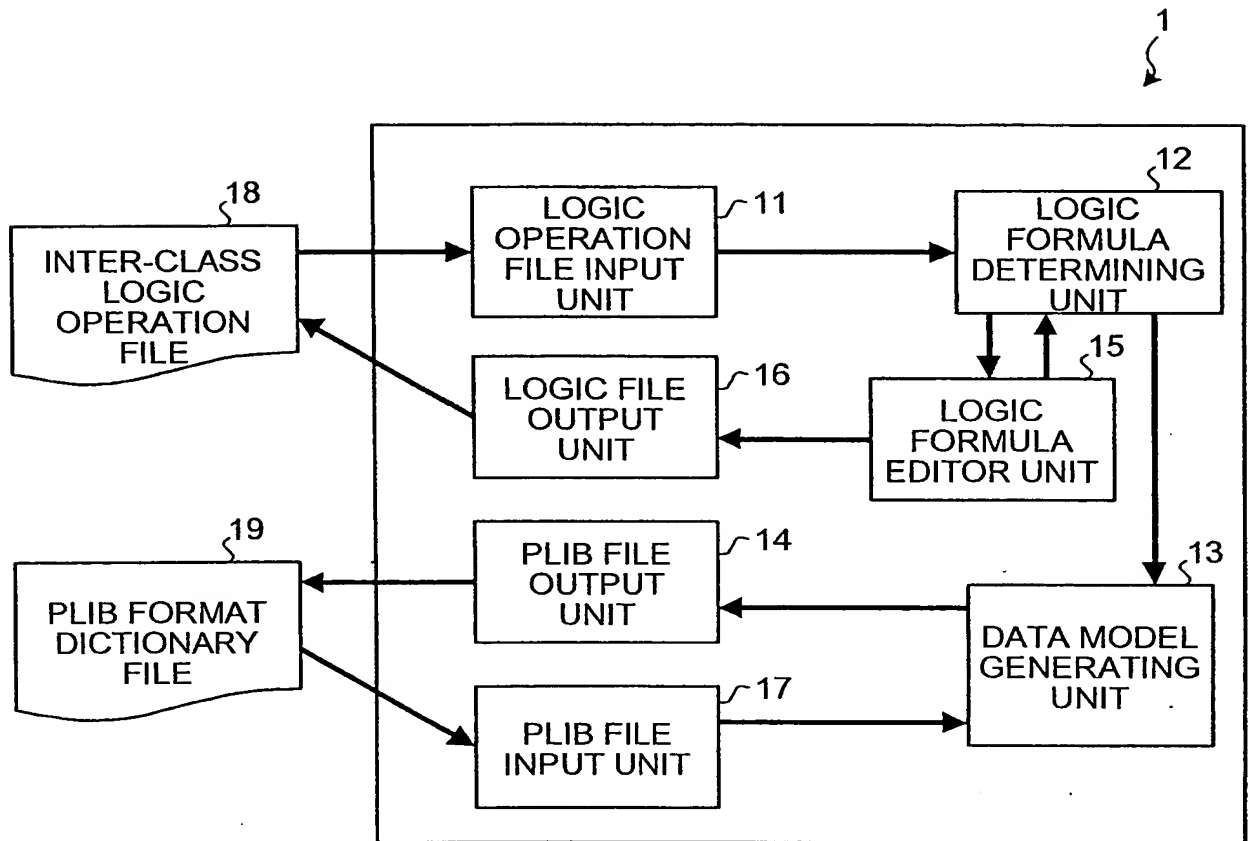 1
18
INTER-CLASS
LOGIC
OPERATION
FILE
11
LOGIC
OPERATION
FILE INPUT
UNIT
12
LOGIC
FORMULA
DETERMINING
UNIT
16
LOGIC FILE
OUTPUT
UNIT
15
LOGIC
FORMULA
EDITOR UNIT
19
PLIB FORMAT
DICTIONARY
FILE
14
PLIB FILE
OUTPUT
UNIT
13
DATA MODEL
GENERATING
UNIT
17
PLIB FILE
INPUT UNIT